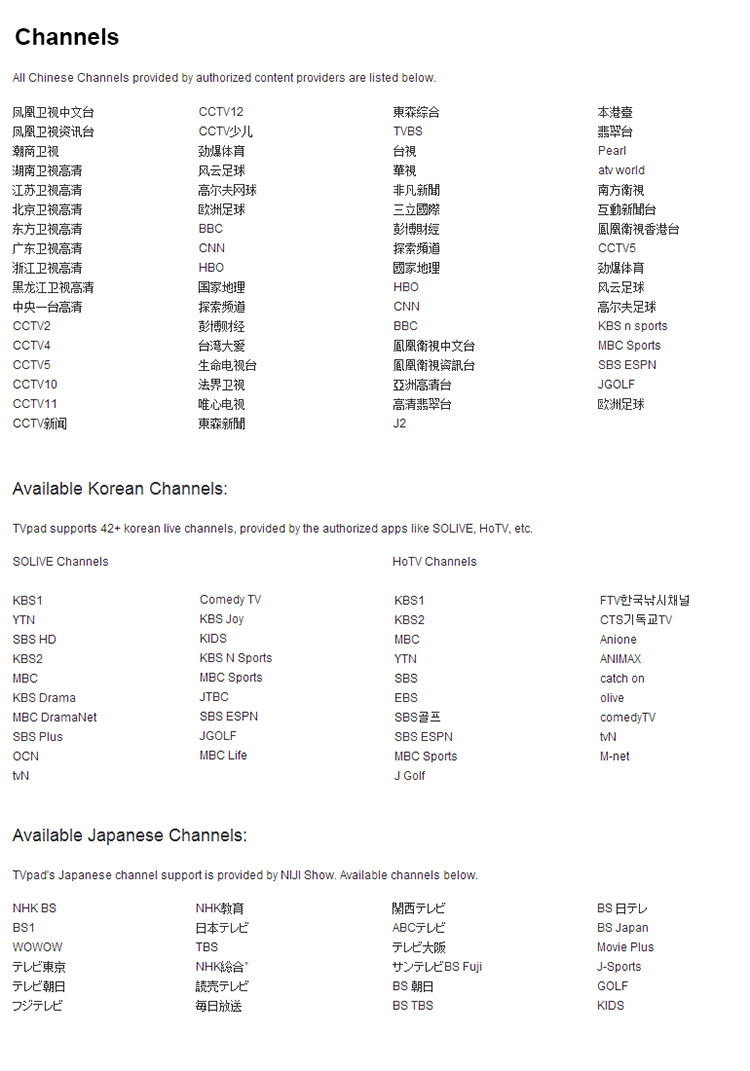 Channels
All Chinese Channels provided by authorized content providers are listed below.
凤凰卫视中文台 CCTV12 東森综合 本港臺
凤凰卫视资讯台 CCTV少儿 TVBS 翡翠台
潮商卫视 劲爆体育 台視 Pearl
湖南卫视高清 风云足球 華視 atv world
江苏卫视高清 高尔夫网球 非凡新聞 南方衛視
北京卫视高清 欧洲足球 三立國際 互動新聞台
东方卫视高清 BBC 彭博財經 鳳凰衛視香港台
广东卫视高清 CNN 探索頻道 CCTV5
浙江卫视高清 HBO 國家地理 劲爆体育
黑龙江卫视高清 国家地理 HBO 风云足球
中央一台高清 探索频道 CNN 高尔夫足球
CCTV2 彭博财经 BBC KBS n sports
CCTV4 台湾大爱 鳳凰衛視中文台 MBC Sports
CCTV5 生命电视台 鳳凰衛視資訊台 SBS ESPN
CCTV10 法界卫视 亞洲高清台 JGOLF
CCTV11 唯心电视 高清翡翠台 欧洲足球
CCTV新闻 東森新聞 J2
Available Korean Channels:
TVpad supports 42+ korean live channels, provided by the authorized apps like SOLIVE, HoTV, etc.
SOLIVE Channels HoTV Channels
KBS1 Comedy TV KBS1 FTV한국낚시채널
YTN KBS Joy KBS2 CTS기독교TV
SBS HD KIDS MBC Anione
KBS2 KBS N Sports YTN ANIMAX
MBC MBC Sports SBS catch on
KBS Drama JTBC EBS olive
MBC DramaNet SBS ESPN SBS골프 comedyTV
SBS Plus JGOLF SBS ESPN tvN
OCN MBC Life MBC Sports M-net
tvN J Golf
Available Japanese Channels:
TVpad's Japanese channel support is provided by NIJI Show. Available channels below.
NHK BS NHK教育 関西テレビ BS 日テレ
BS1 日本テレビ ABCテレビ BS Japan
WOWOW TBS テレビ大阪 Movie Plus
テレビ東京 NHK総合* サンテレビBS Fuji J-Sports
テレビ朝日 読売テレビ BS 朝日 GOLF
フジテレビ 毎日放送 BS TBS KIDS